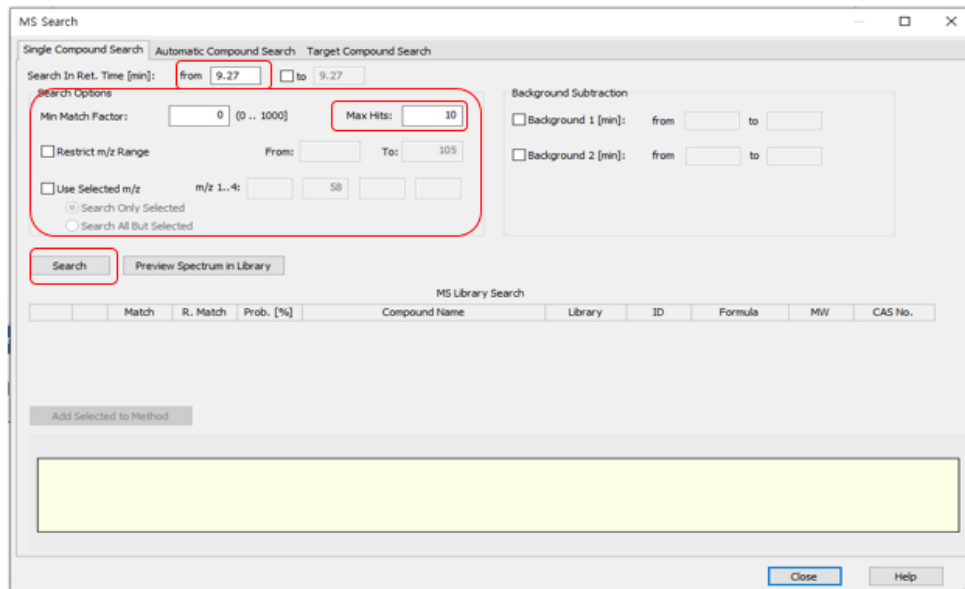 MS Search
Single Compound Search Automatic Compound Search Target Compound Search
Search In Ret. Time [min]: from 9.27 to 9.27
Search Options Background Subtraction
Min Match Factor: 0 (0 .. 1000] Max Hits: 10 Background 1 [min]: from to
Restrict m/z Range From: To: 105 Background 2 [min]: from to
Use Selected m/z m/z 1..4: 58
Search Only Selected
Search All But Selected
Search Preview Spectrum in Library
MS Library Search
Match R. Match Prob. [%] Compound Name Library ID Formula MW CAS No.
Add Selected to Method
Close Help